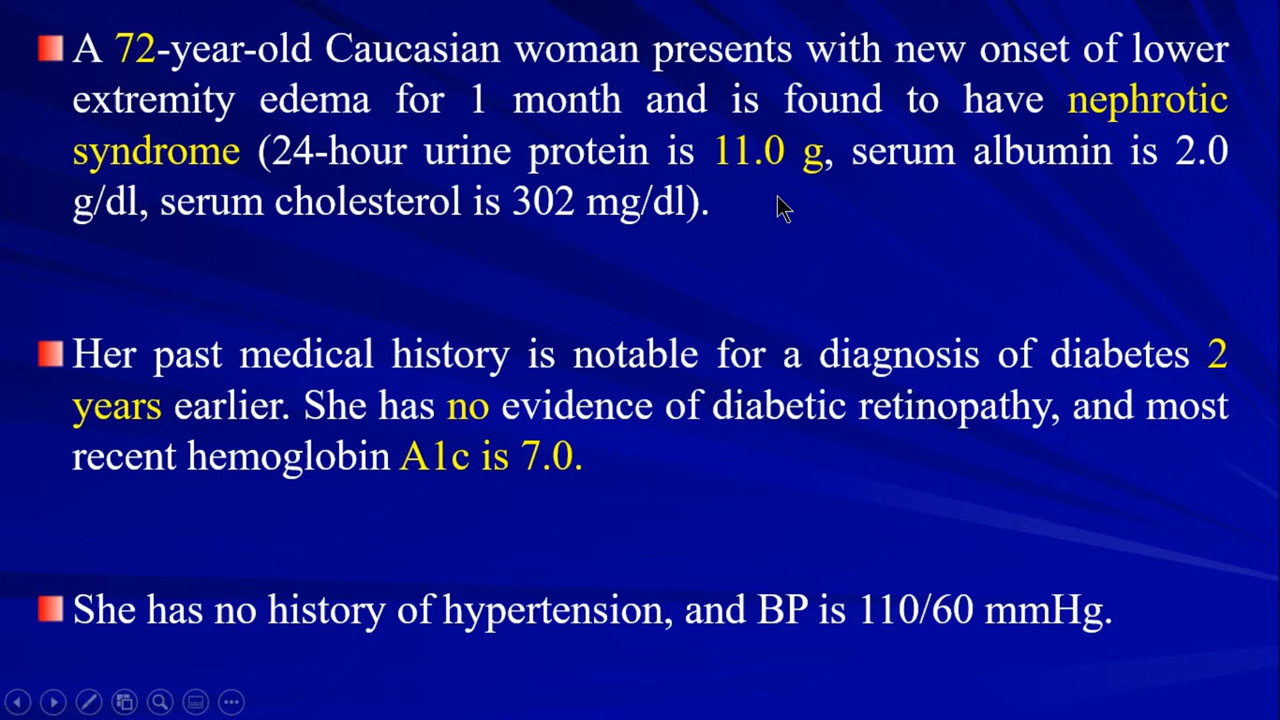 A 72-year-old Caucasian woman presents with new onset of lower
extremity edema for 1 month and is found to have nephrotic
syndrome (24-hour urine protein is 11.0 g, serum albumin is 2.0
g/dl, serum cholesterol is 302 mg/dl).
Her past medical history is notable for a diagnosis of diabetes 2
years earlier. She has no evidence of diabetic retinopathy, and most
recent hemoglobin A1c is 7.0.
She has no history of hypertension, and BP is 110/60 mmHg.